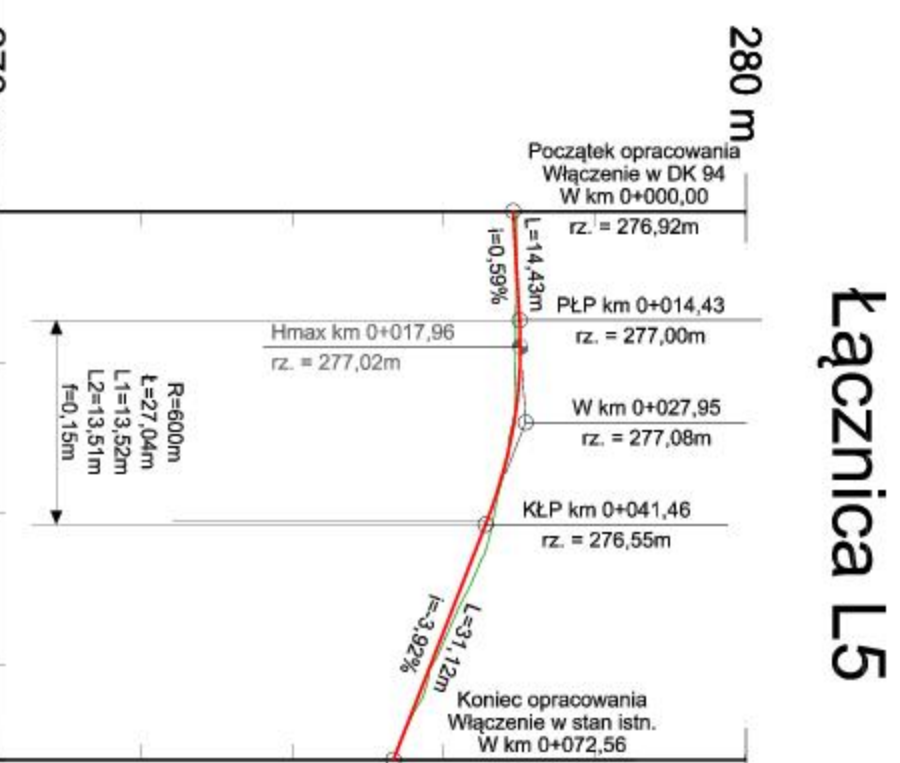 Łącznica L5
280 m
Początek opracowania
Włączenie w DK 94
W km 0+000,00
rz. = 276,92m
L=14,43m
i=0,59%
PŁP km 0+014,43
rz. = 277,00m
Hmax km 0+017,96
rz. = 277,02m
W km 0+027,95
rz. = 277,08m
R=600m
Ł=27,04m
L1=13,52m
L2=13,51m
f=0,15m
KŁP km 0+041,46
rz. = 276,55m
L=31,12m
i=-3,92%
Koniec opracowania
Włączenie w stan istn.
W km 0+072,56